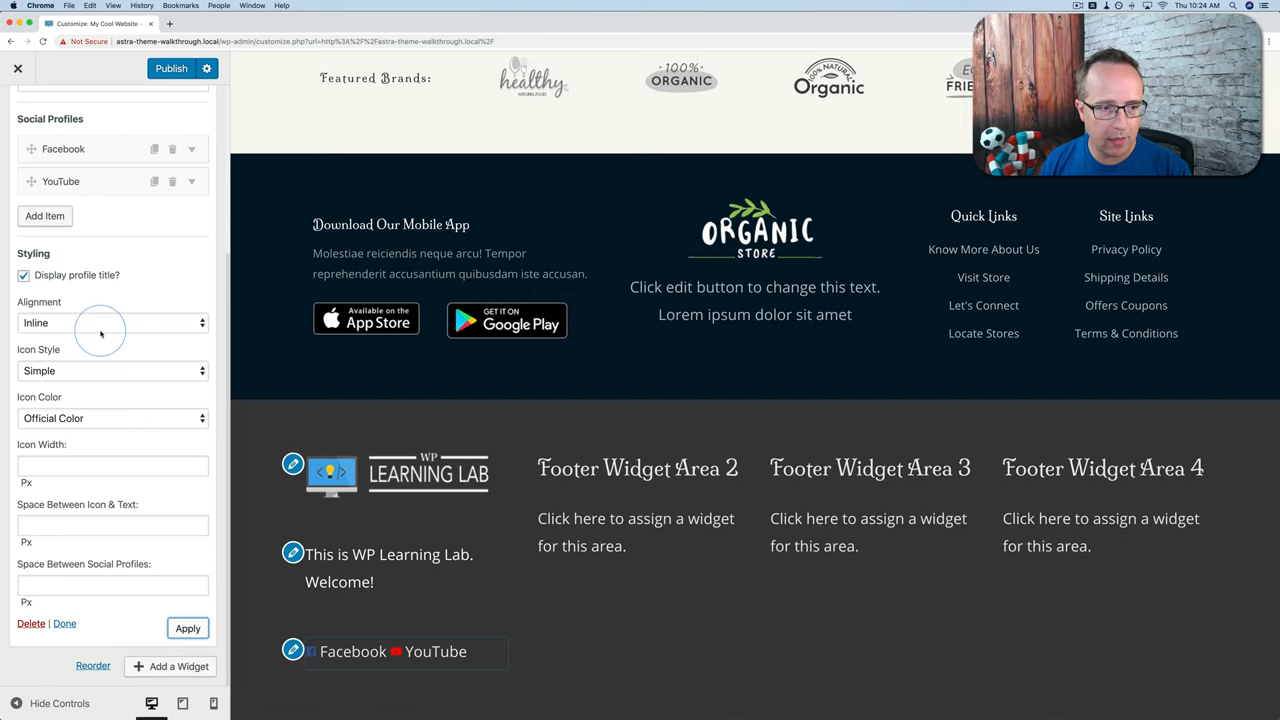 Chrome File Edit View History Bookmarks People Window Help
Thu 10:24 AM
Customize: My Cool Website -
Not Secure astra-theme-walkthrough.local/wp-admin/customize.php?url=http%3A%2F%2Fastra-theme-walkthrough.local%2F
Publish
Social Profiles
Facebook
YouTube
Add Item
Styling
Display profile title?
Alignment
Inline
Icon Style
Simple
Icon Color
Official Color
Icon Width:
Px
Space Between Icon & Text:
Px
Space Between Social Profiles:
Px
Delete | Done
Apply
Reorder
Add a Widget
Hide Controls
Featured Brands:
healthy
NATURAL FOOD
100%
ORGANIC
100% NATURAL
Organic
Download Our Mobile App
Molestiae reiciendis neque arcu! Tempor
reprehenderit accusantium quibusdam iste accusan.
Available on the
App Store
GET IT ON
Google Play
ORGANIC
STORE
Click edit button to change this text.
Lorem ipsum dolor sit amet
Quick Links
Know More About Us
Visit Store
Let's Connect
Locate Stores
Site Links
Privacy Policy
Shipping Details
Offers Coupons
Terms & Conditions
WP
LEARNING LAB
This is WP Learning Lab.
Welcome!
Facebook YouTube
Footer Widget Area 2
Click here to assign a widget
for this area.
Footer Widget Area 3
Click here to assign a widget
for this area.
Footer Widget Area 4
Click here to assign a widget
for this area.